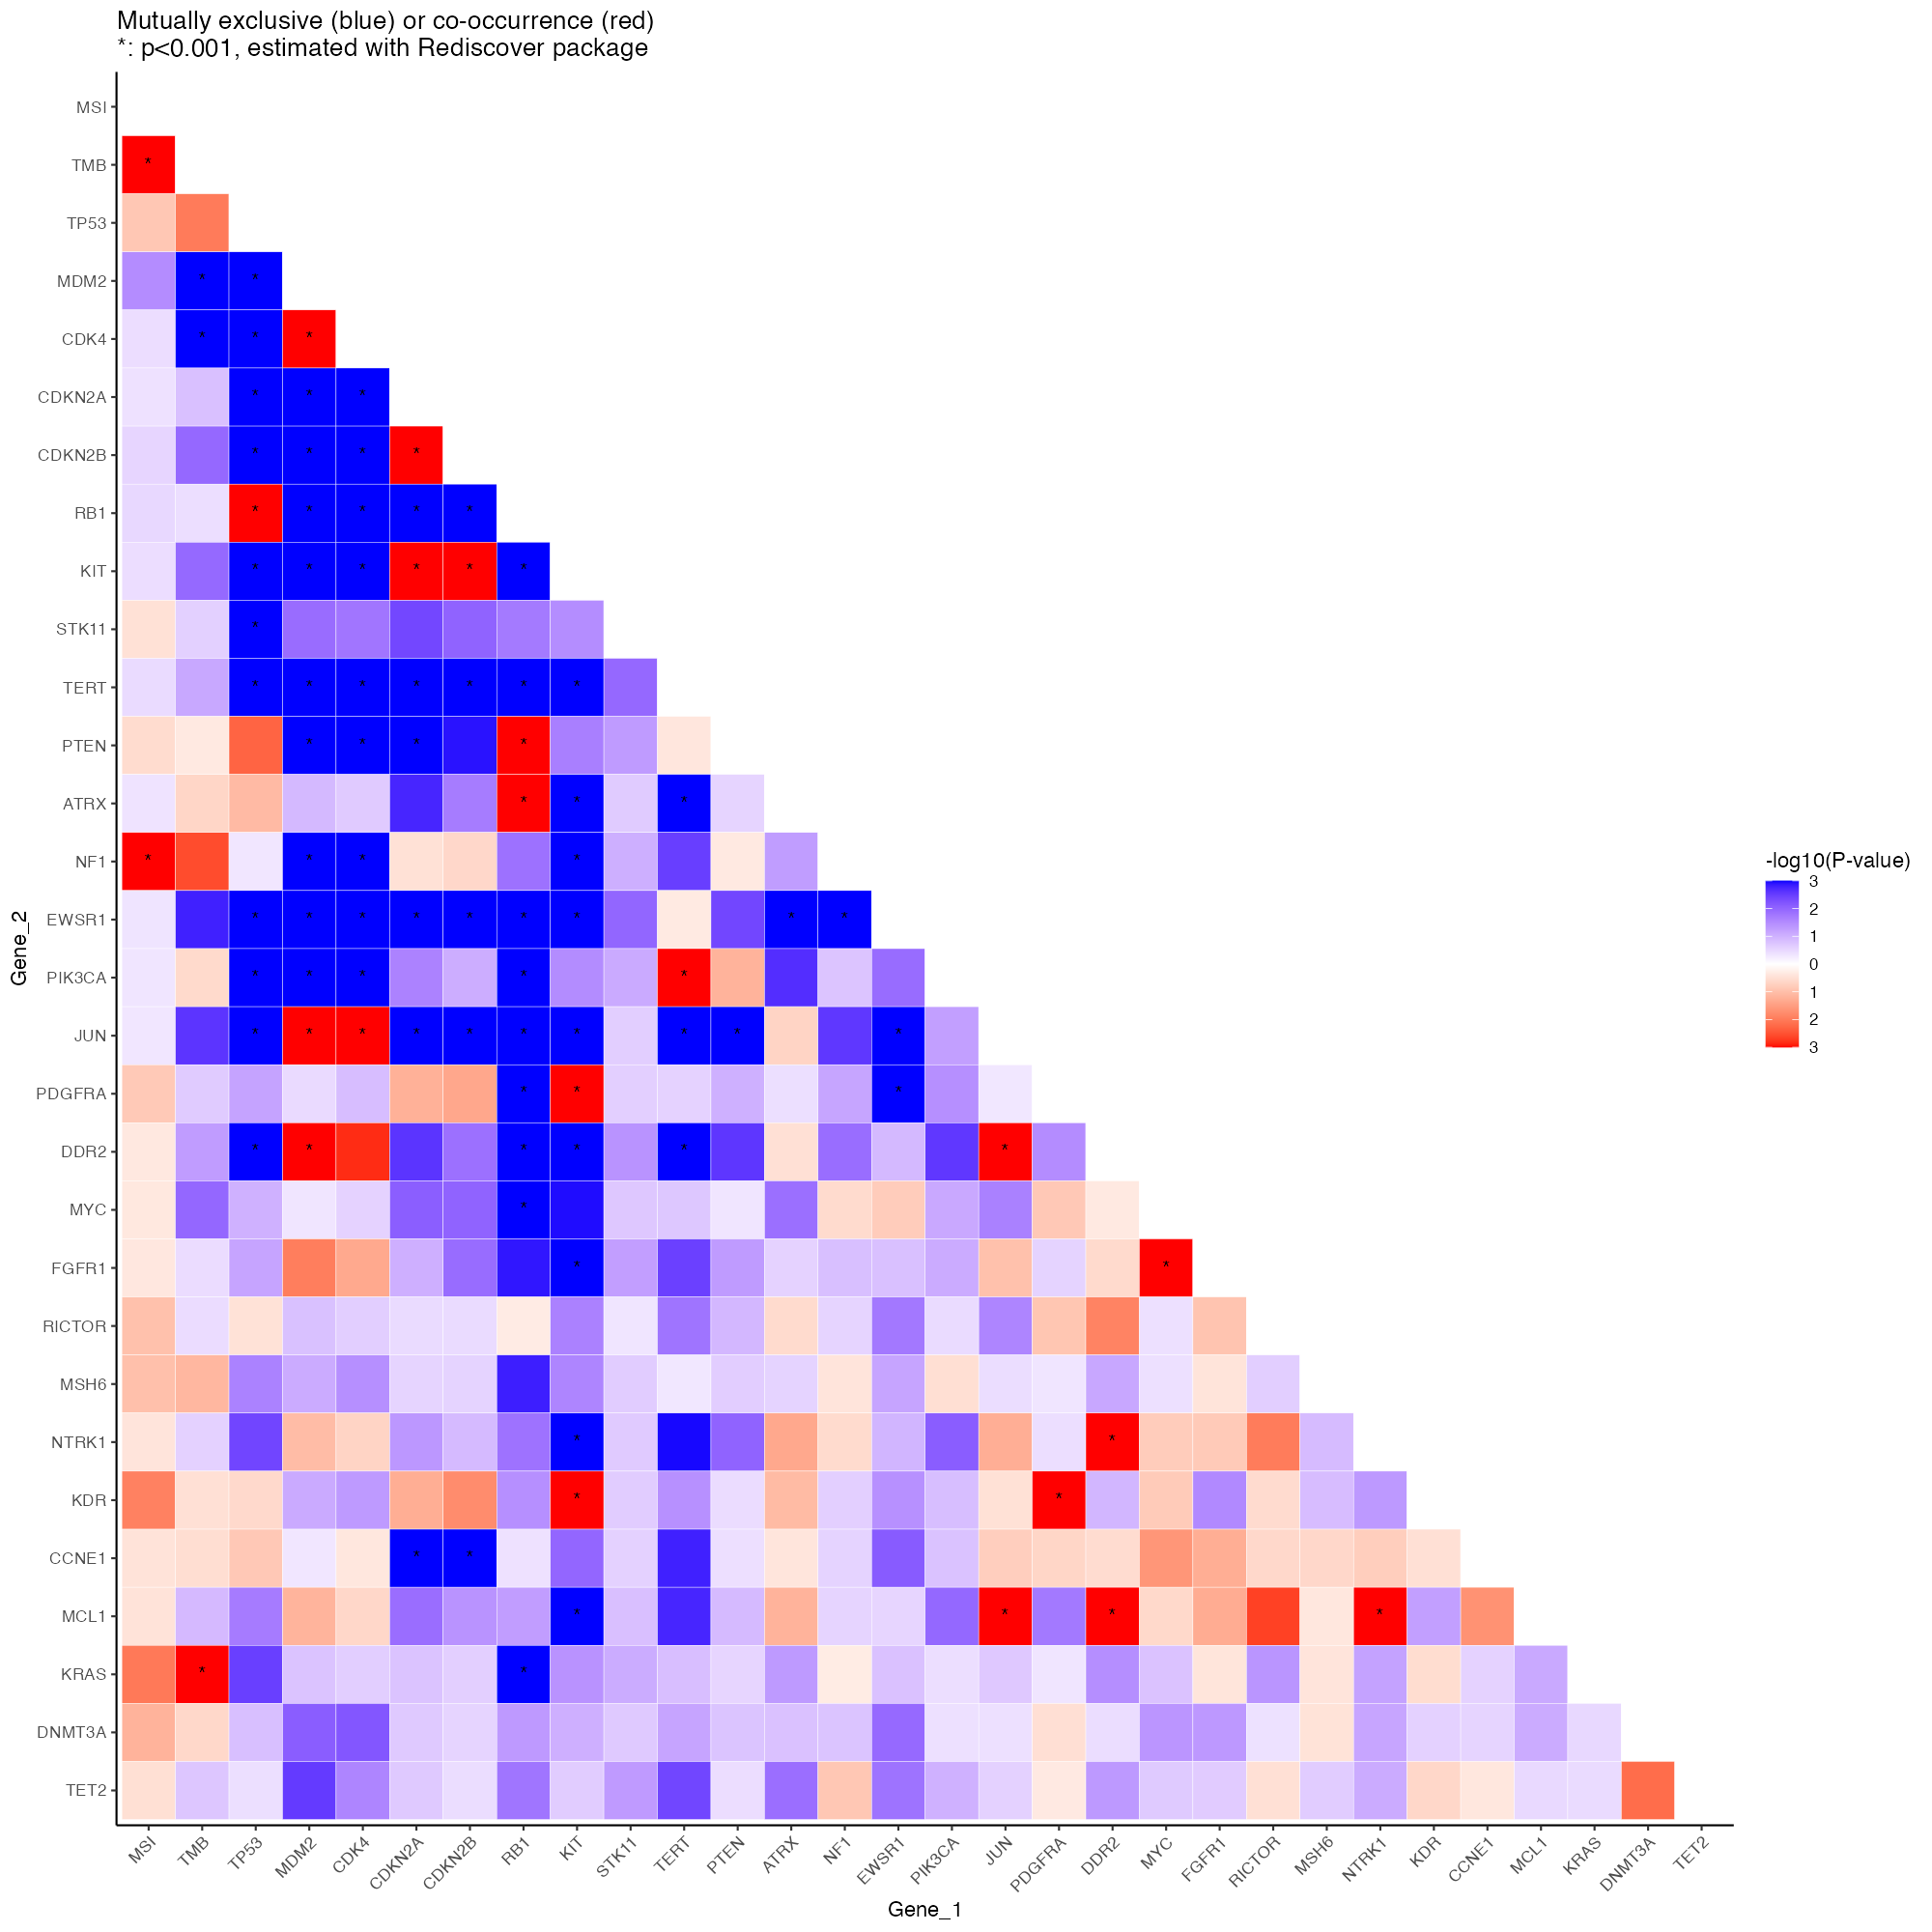 Mutually exclusive (blue) or co-occurrence (red)
*: p<0.001, estimated with Rediscover package
MSI
TMB
TP53
MDM2
CDK4
CDKN2A
CDKN2B
RB1
KIT
STK11
TERT
PTEN
ATRX
NF1
EWSR1
PIK3CA
JUN
PDGFRA
DDR2
MYC
FGFR1
RICTOR
MSH6
NTRK1
KDR
CCNE1
MCL1
KRAS
DNMT3A
TET2
Gene_2
MSI TMB TP53 MDM2 CDK4 CDKN2A CDKN2B RB1 KIT STK11 TERT PTEN ATRX NF1 EWSR1 PIK3CA JUN PDGFRA DDR2 MYC FGFR1 RICTOR MSH6 NTRK1 KDR CCNE1 MCL1 KRAS DNMT3A TET2
Gene_1
-log10(P-value)
3
2
1
0
1
2
3